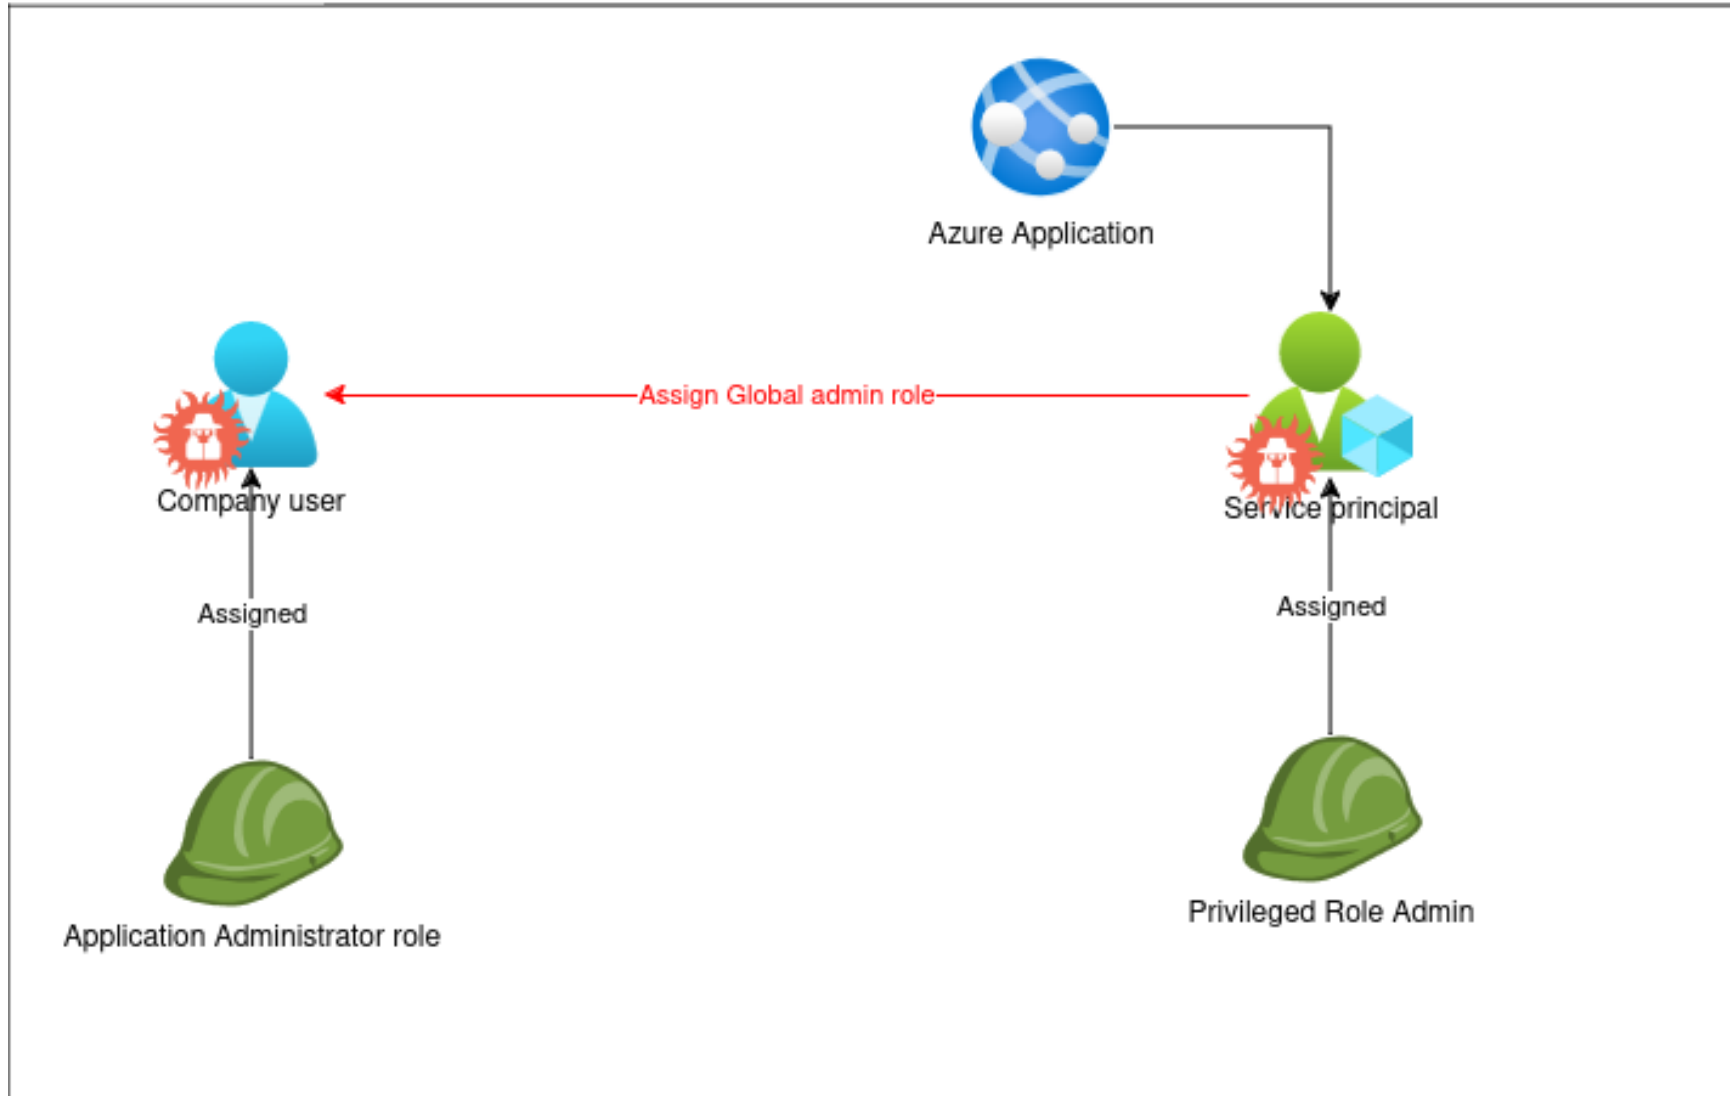 Azure Application
Assign Global admin role
Company user
Service principal
Assigned
Assigned
Application Administrator role
Privileged Role Admin